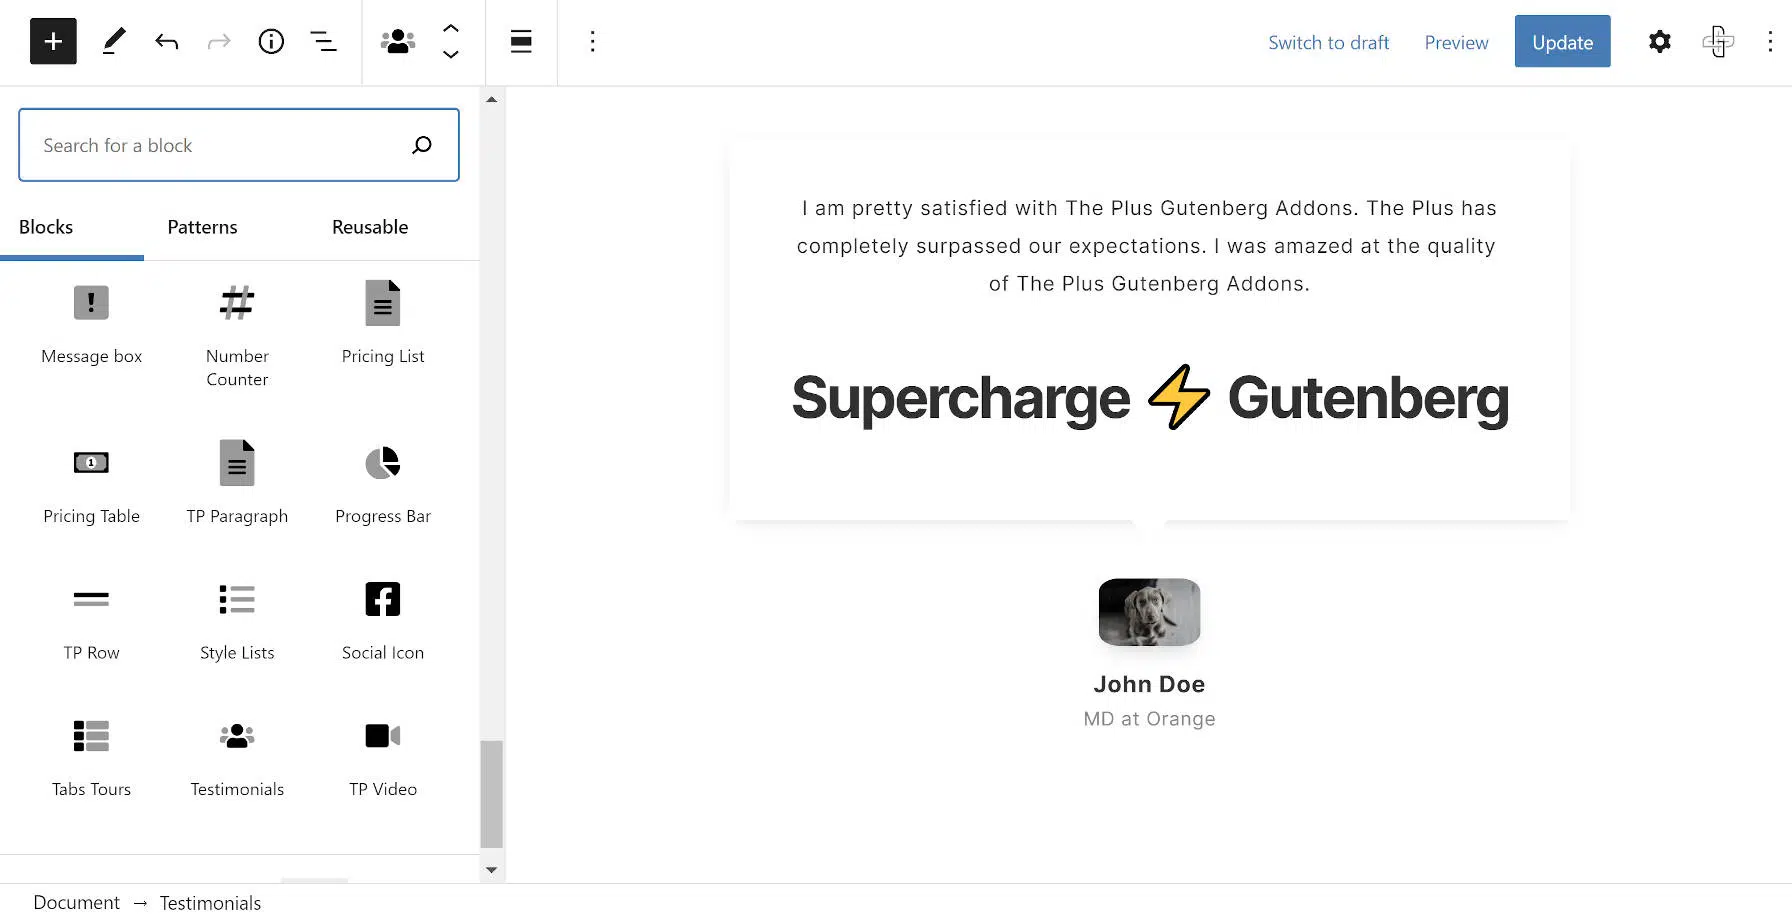 Switch to draft
Preview
Update
Search for a block
Blocks
Patterns
Reusable
Message box
Number
Counter
Pricing List
Pricing Table
TP Paragraph
Progress Bar
TP Row
Style Lists
Social Icon
Tabs Tours
Testimonials
TP Video
I am pretty satisfied with The Plus Gutenberg Addons. The Plus has
completely surpassed our expectations. I was amazed at the quality
of The Plus Gutenberg Addons.
Supercharge ⚡ Gutenberg
John Doe
MD at Orange
Document → Testimonials